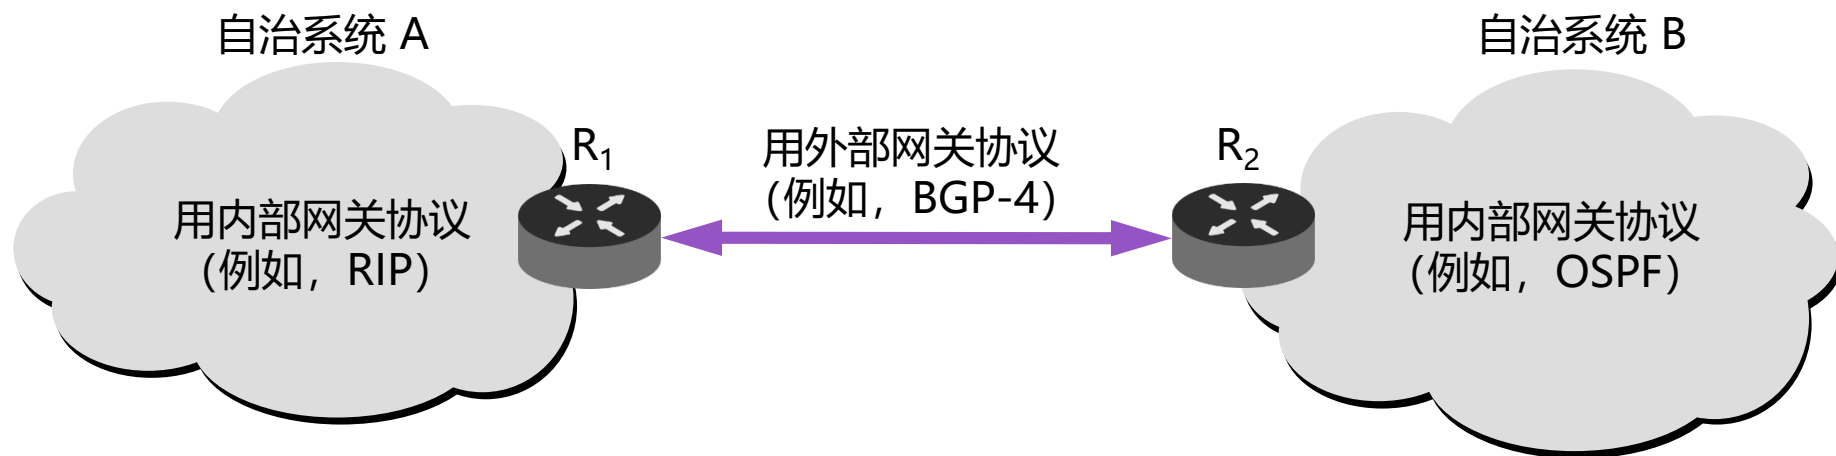 自治系统 A
自治系统 B
R1
用外部网关协议
（例如，BGP-4）
R2
用内部网关协议
（例如，RIP）
用内部网关协议
（例如，OSPF）